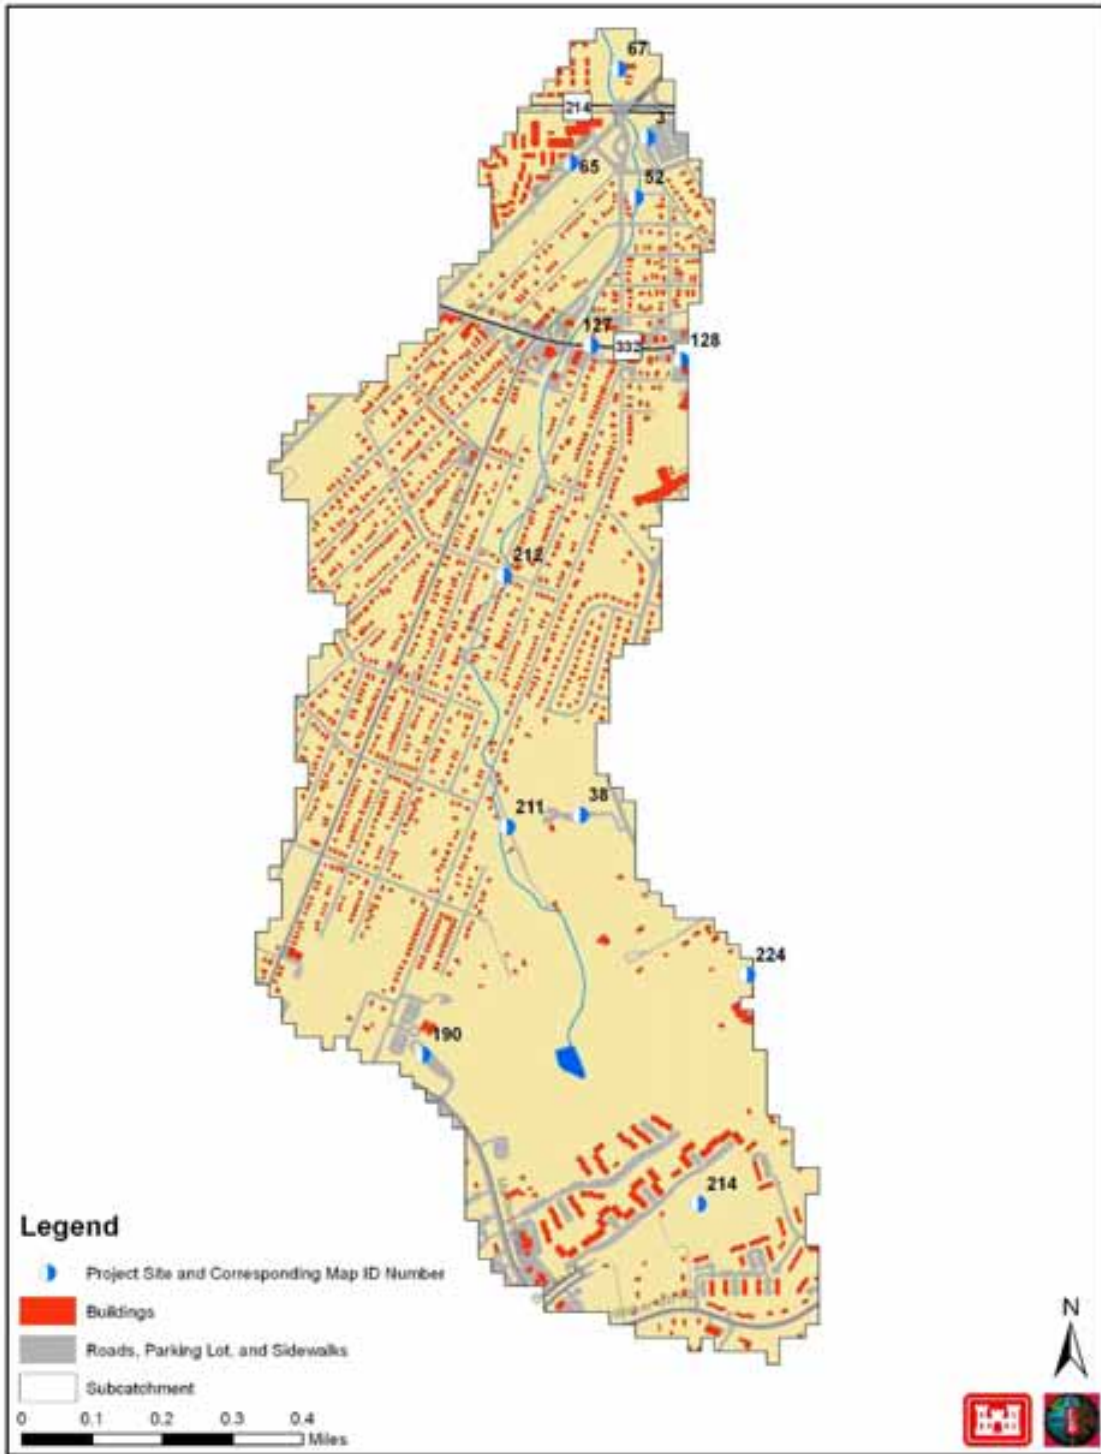 67
214
3
65
52
127
332
128
212
38
211
224
190
214
Legend
Project Site and Corresponding Map ID Number
Buildings
Roads, Parking Lot, and Sidewalks
Subcatchment
0 0.1 0.2 0.3 0.4
Miles
N